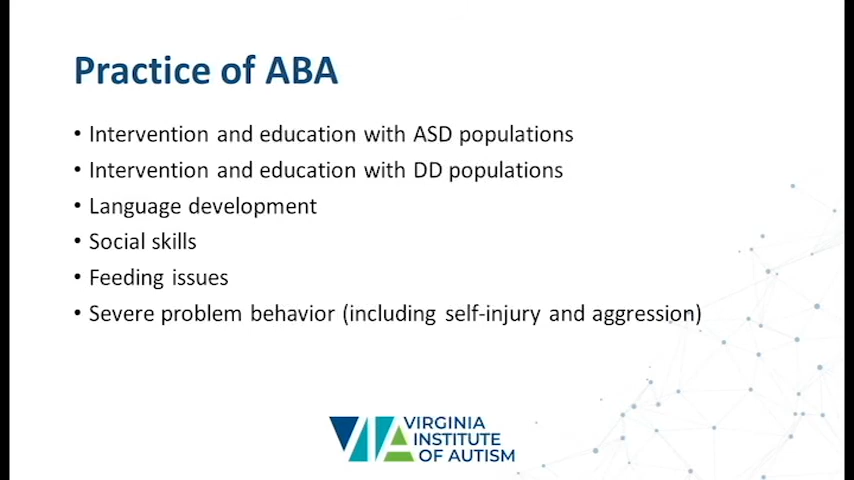 Practice of ABA
• Intervention and education with ASD populations
• Intervention and education with DD populations
• Language development
• Social skills
• Feeding issues
• Severe problem behavior (including self-injury and aggression)
VIA VIRGINIA
INSTITUTE
OF AUTISM